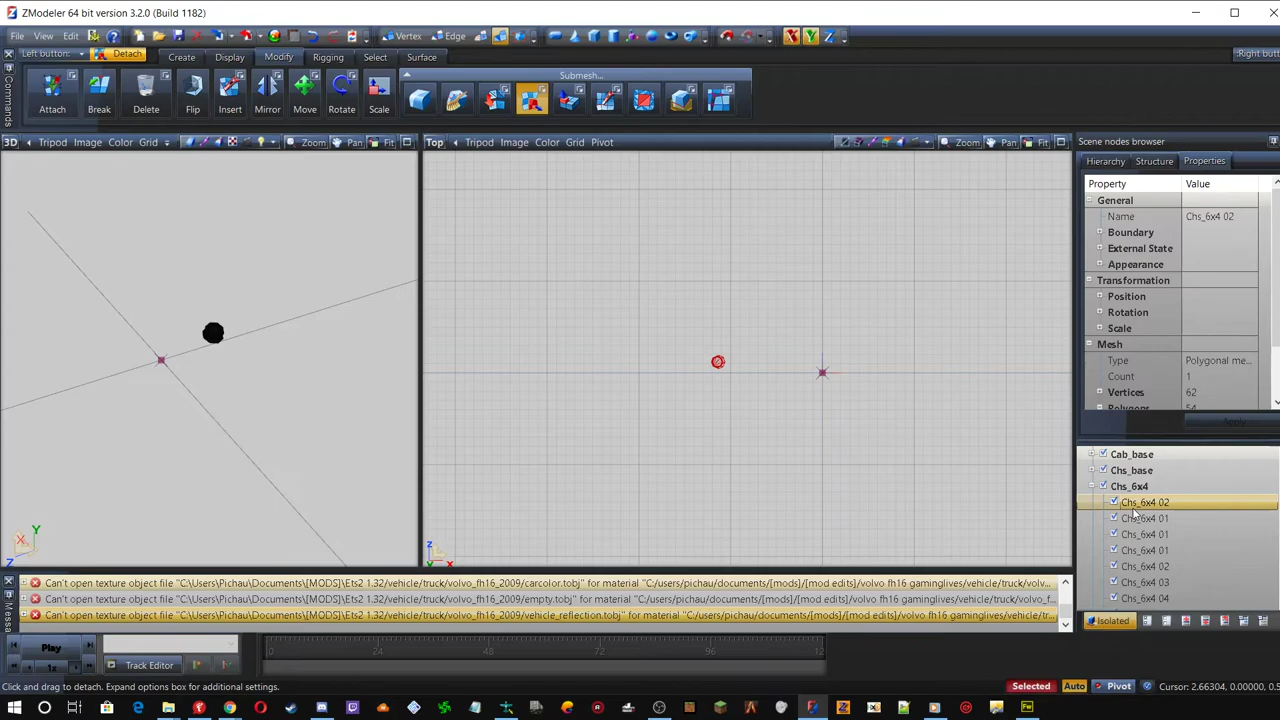 ZModeler 64 bit version 3.2.0 (Build 1182)
File View Edit Vertex Edge X Y Z
Left button: Detach Create Display Modify Rigging Select Surface
Commands
Attach Break Delete Flip Insert Mirror Move Rotate Scale
Submesh...
3D Tripod Image Color Grid Zoom Pan Fit
Top Tripod Image Color Grid Pivot Zoom Pan Fit
Scene nodes browser
Hierarchy Structure Properties
Property Value
General
Name Chs_6x4 02
Boundary
External State
Appearance
Transformation
Position
Rotation
Scale
Mesh
Type Polygonal me...
Count 1
Vertices 62
Polygons 54
Apply
Cab_base
Chs_base
Chs_6x4
Chs_6x4 02
Chs_6x4 01
Chs_6x4 01
Chs_6x4 01
Chs_6x4 02
Chs_6x4 03
Chs_6x4 04
Isolated
X Y Z
z x
Can't open texture object file "C:\Users\Pichau\Documents\[MODS]\Ets2 1.32/vehicle/truck/volvo_fh16_2009/carcolor.tobj" for material "C:/users/pichau/documents/[mods]/[mod edits]/volvo fh16 gaminglives/vehicle/truck/volv...
Can't open texture object file "C:\Users\Pichau\Documents\[MODS]\Ets2 1.32/vehicle/truck/volvo_fh16_2009/empty.tobj" for material "C:/users/pichau/documents/[mods]/[mod edits]/volvo fh16 gaminglives/vehicle/truck/volvo_f...
Can't open texture object file "C:\Users\Pichau\Documents\[MODS]\Ets2 1.32/vehicle/truck/volvo_fh16_2009/vehicle_reflection.tobj" for material "C:/users/pichau/documents/[mods]/[mod edits]/volvo fh16 gaminglives/vehicle/tr...
Play
1x
Track Editor
0 24 48 72 96 12
Click and drag to detach. Expand options box for additional settings.
Selected Auto Pivot Cursor: 2.66304, 0.00000, 0.5